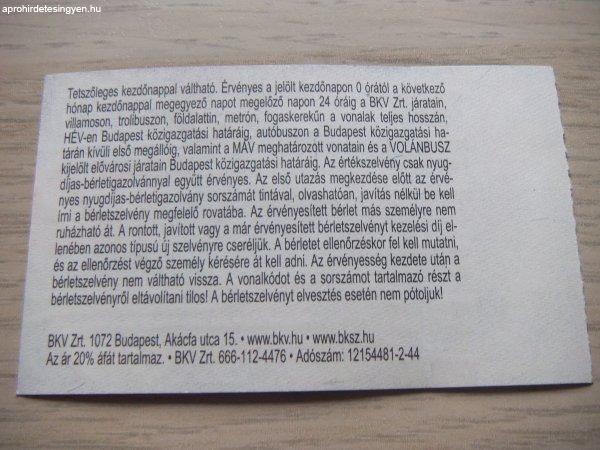 aprohirdetesingyen.hu
Tetszőleges kezdőnappal váltható. Érvényes a jelölt kezdőnapon 0 órától a következő
hónap kezdőnappal megegyező napot megelőző napon 24 óráig a BKV Zrt. járatain,
villamoson, trolibuszon, földalattin, metrón, fogaskerekűn a vonalak teljes hosszán,
HÉV-en Budapest közigazgatási határáig, autóbuszon a Budapest közigazgatási ha-
tárán kívüli első megállóig, valamint a MÁV meghatározott vonatain és a VOLÁNBUSZ
kijelölt elővárosi járatain Budapest közigazgatási határáig. Az értékszelvény csak nyug-
díjas-bérletigazolvánnyal együtt érvényes. Az első utazás megkezdése előtt az érvé-
nyes nyugdíjas-bérletigazolvány sorszámát tintával, olvashatóan, javítás nélkül be kell
írni a bérletszelvény megfelelő rovatába. Az érvényesített bérlet más személyre nem
ruházható át. A rontott, javított vagy a már érvényesített bérletszelvényt kezelési díj el-
lenében azonos típusú új szelvényre cseréljük. A bérletet ellenőrzéskor fel kell mutatni,
és az ellenőrzést végző személy kérésére át kell adni. Az érvényesség kezdete után a
bérletszelvény nem váltható vissza. A vonalkódot és a sorszámot tartalmazó részt a
bérletszelvényről eltávolítani tilos! A bérletszelvényt elvesztés esetén nem pótoljuk!
BKV Zrt. 1072 Budapest, Akácfa utca 15. • www.bkv.hu • www.bksz.hu
Az ár 20% áfát tartalmaz. • BKV Zrt. 666-112-4476 • Adószám: 12154481-2-44